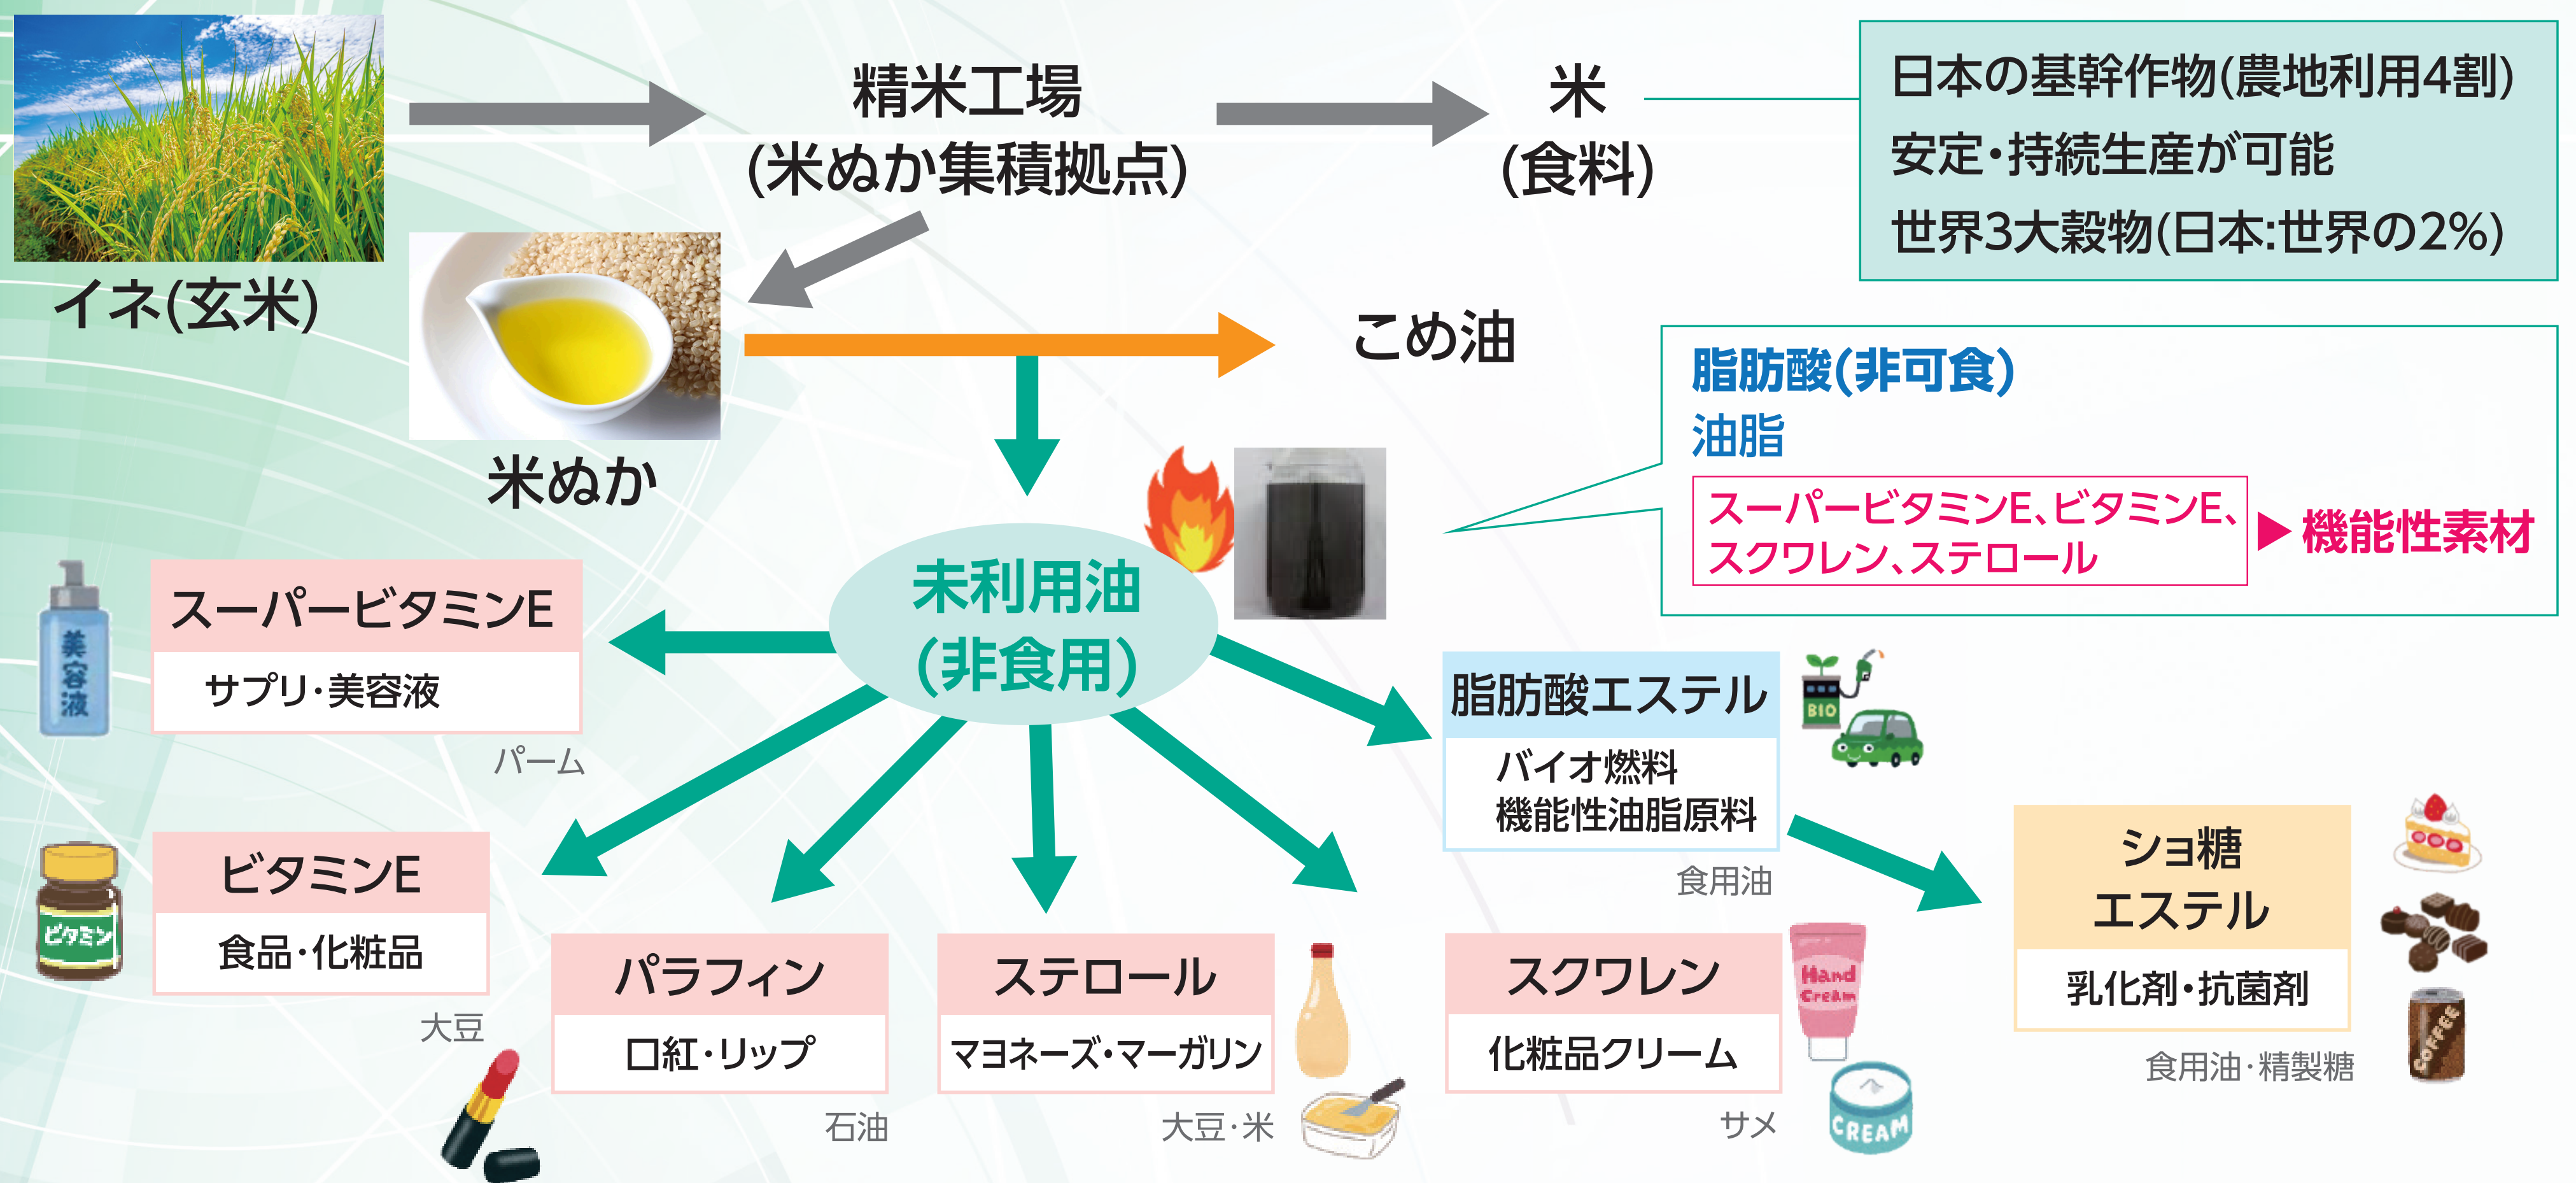 イネ(玄米)
精米工場
(米ぬか集積拠点)
米
(食料)
日本の基幹作物(農地利用4割)
安定・持続生産が可能
世界3大穀物(日本:世界の2%)
米ぬか
こめ油
脂肪酸(非可食)
油脂
スーパービタミンE、ビタミンE、
スクワレン、ステロール
機能性素材
未利用油
(非食用)
美容液
スーパービタミンE
サプリ・美容液
パーム
ビタミン
ビタミンE
食品・化粧品
大豆
パラフィン
口紅・リップ
石油
ステロール
マヨネーズ・マーガリン
大豆・米
スクワレン
化粧品クリーム
サメ
Hand
Cream
CREAM
脂肪酸エステル
バイオ燃料
機能性油脂原料
食用油
BIO
ショ糖
エステル
乳化剤・抗菌剤
食用油・精製糖
COFFEE